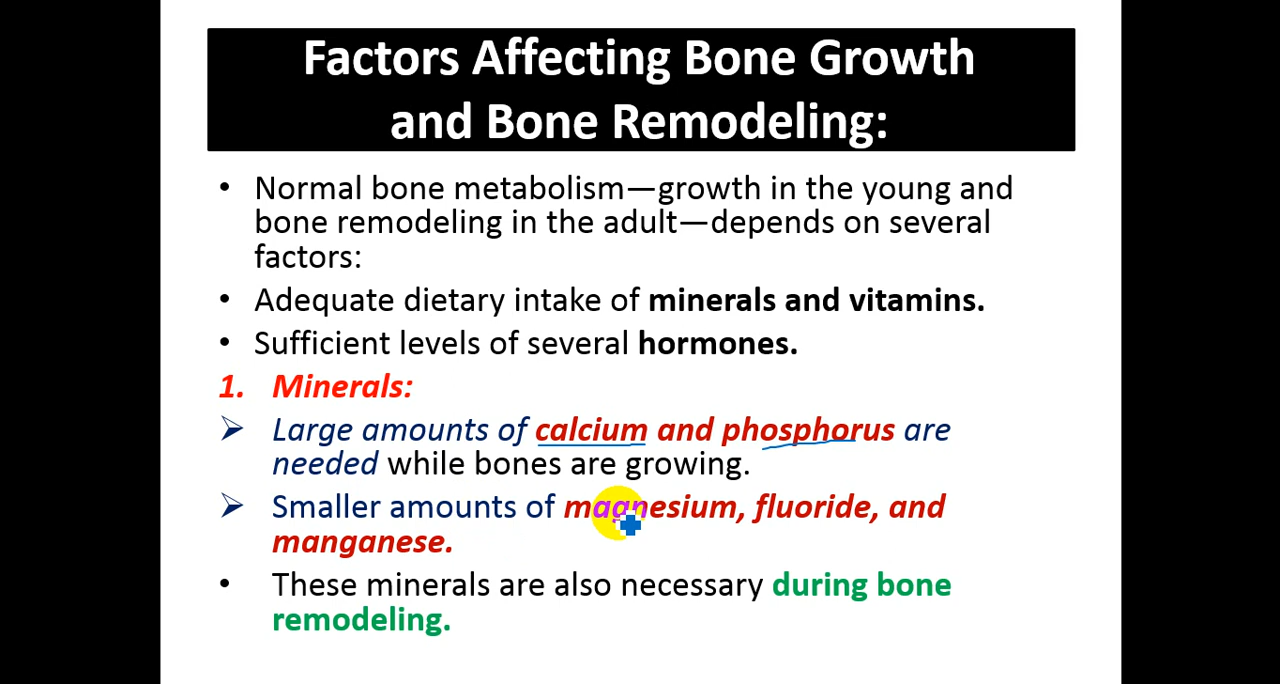 Factors Affecting Bone Growth
and Bone Remodeling:
• Normal bone metabolism—growth in the young and
bone remodeling in the adult—depends on several
factors:
• Adequate dietary intake of minerals and vitamins.
• Sufficient levels of several hormones.
1. Minerals:
➢ Large amounts of calcium and phosphorus are
needed while bones are growing.
➢ Smaller amounts of magnesium, fluoride, and
manganese.
• These minerals are also necessary during bone
remodeling.